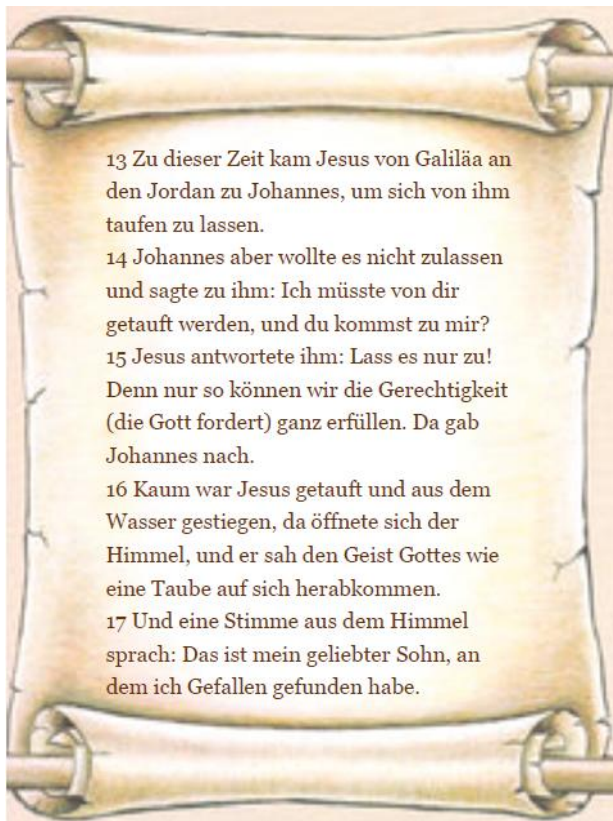 13 Zu dieser Zeit kam Jesus von Galiläa an
den Jordan zu Johannes, um sich von ihm
taufen zu lassen.
14 Johannes aber wollte es nicht zulassen
und sagte zu ihm: Ich müsste von dir
getauft werden, und du kommst zu mir?
15 Jesus antwortete ihm: Lass es nur zu!
Denn nur so können wir die Gerechtigkeit
(die Gott fordert) ganz erfüllen. Da gab
Johannes nach.
16 Kaum war Jesus getauft und aus dem
Wasser gestiegen, da öffnete sich der
Himmel, und er sah den Geist Gottes wie
eine Taube auf sich herabkommen.
17 Und eine Stimme aus dem Himmel
sprach: Das ist mein geliebter Sohn, an
dem ich Gefallen gefunden habe.